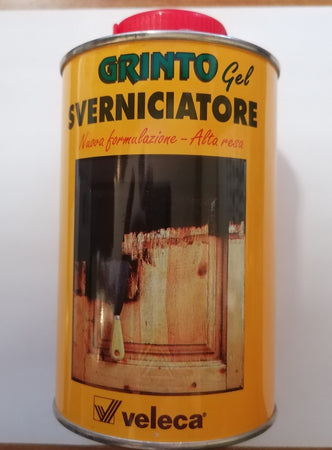 GRINTO Gel
SVERNICIATORE
Nuova formulazione - Alta resa
veleca®